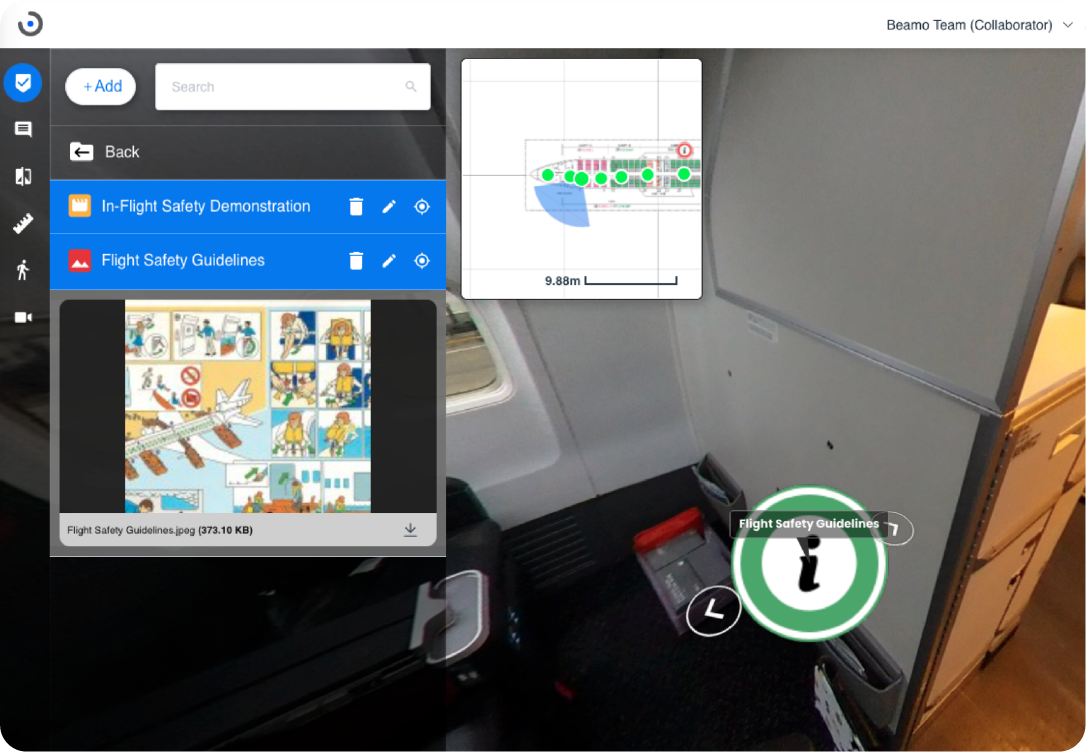 Beamo Team (Collaborator)
+ Add
Search
Back
In-Flight Safety Demonstration
Flight Safety Guidelines
Flight Safety Guidelines.jpeg (373.10 KB)
9.88m
Flight Safety Guidelines
i